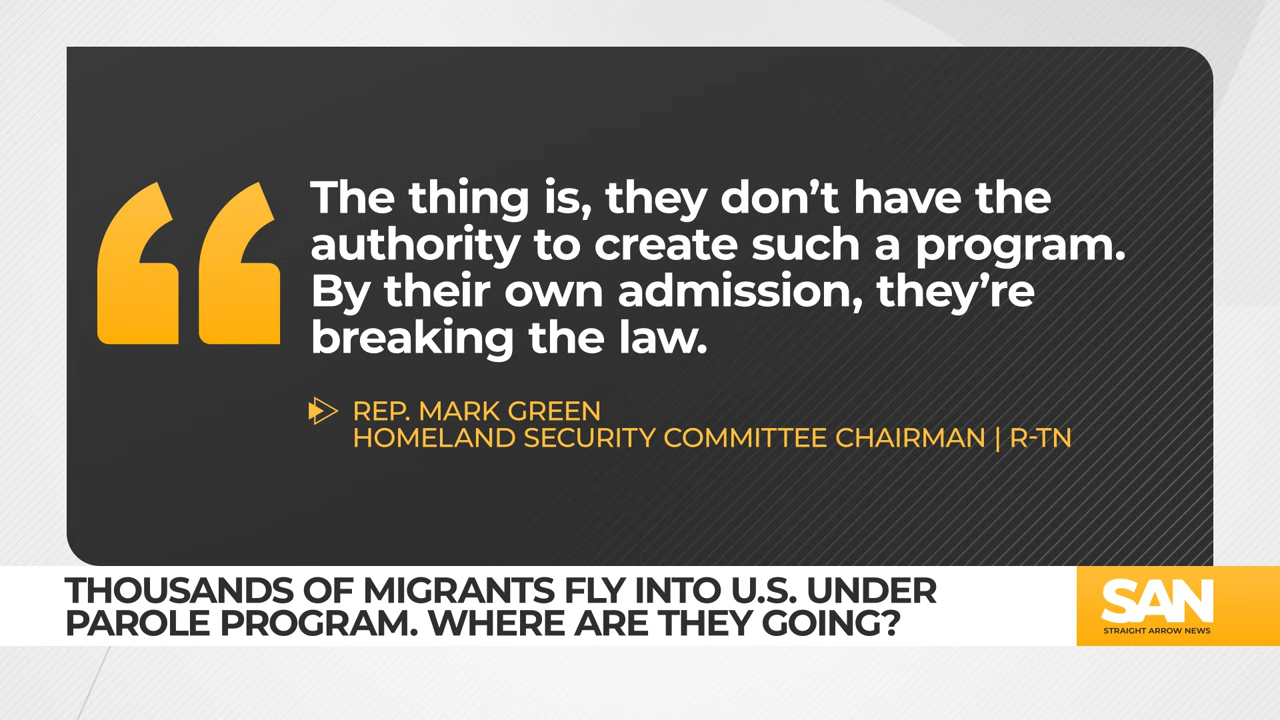 The thing is, they don’t have the
authority to create such a program.
By their own admission, they’re
breaking the law.
REP. MARK GREEN
HOMELAND SECURITY COMMITTEE CHAIRMAN | R-TN
THOUSANDS OF MIGRANTS FLY INTO U.S. UNDER
PAROLE PROGRAM. WHERE ARE THEY GOING?
SAN
STRAIGHT ARROW NEWS